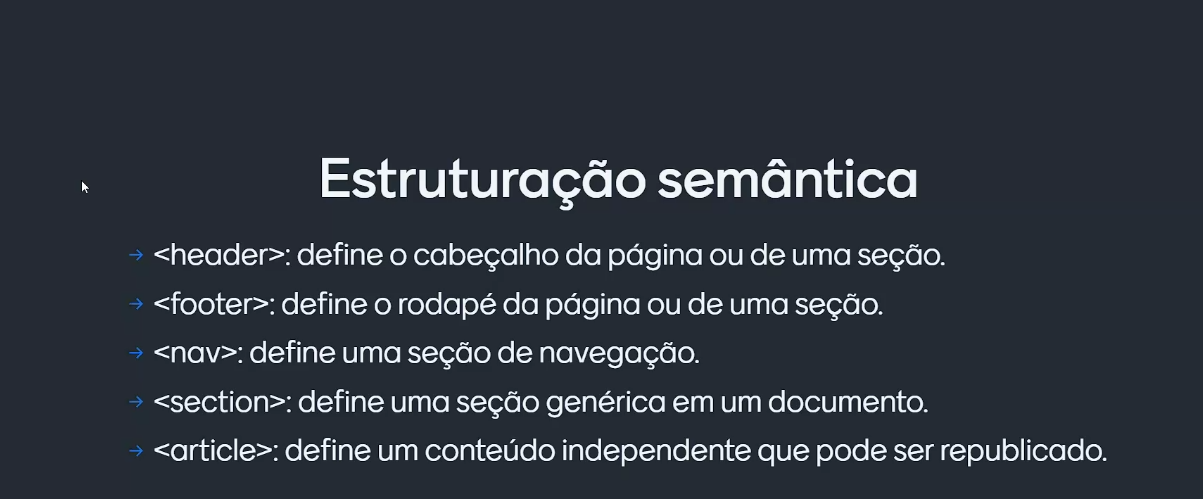 Estruturação semântica
→ <header>: define o cabeçalho da página ou de uma seção.
→ <footer>: define o rodapé da página ou de uma seção.
→ <nav>: define uma seção de navegação.
→ <section>: define uma seção genérica em um documento.
→ <article>: define um conteúdo independente que pode ser republicado.